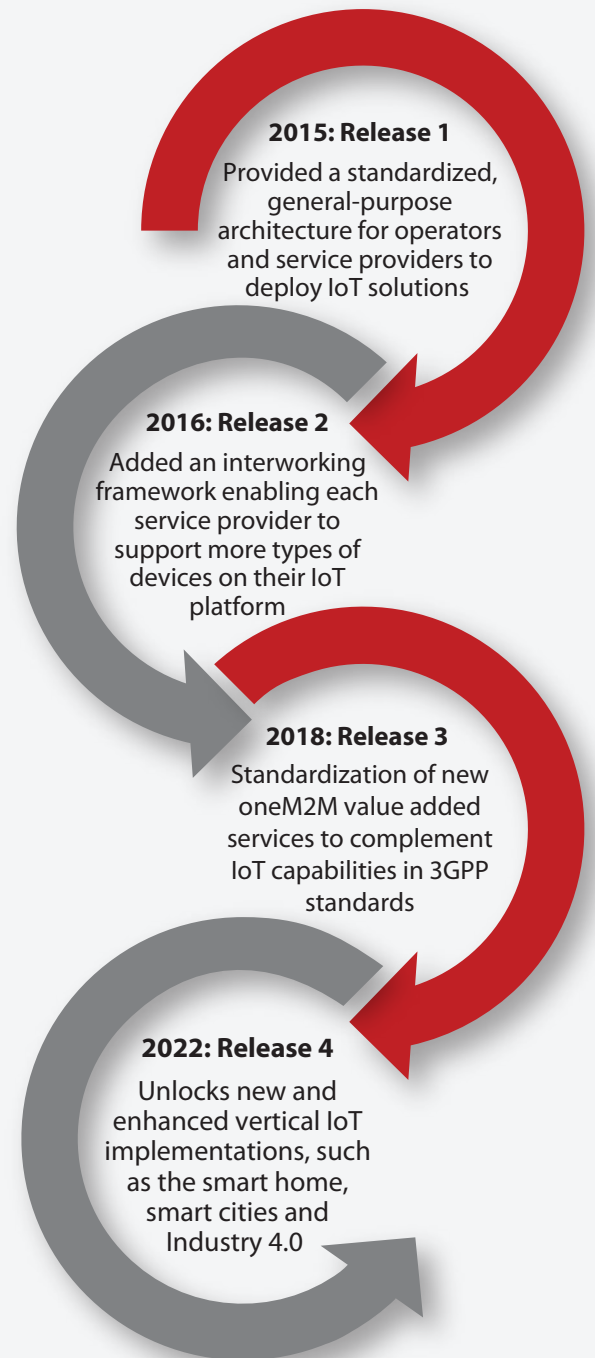 2015: Release 1
Provided a standardized,
general-purpose
architecture for operators
and service providers to
deploy IoT solutions
2016: Release 2
Added an interworking
framework enabling each
service provider to
support more types of
devices on their IoT
platform
2018: Release 3
Standardization of new
oneM2M value added
services to complement
IoT capabilities in 3GPP
standards
2022: Release 4
Unlocks new and
enhanced vertical IoT
implementations, such
as the smart home,
smart cities and
Industry 4.0